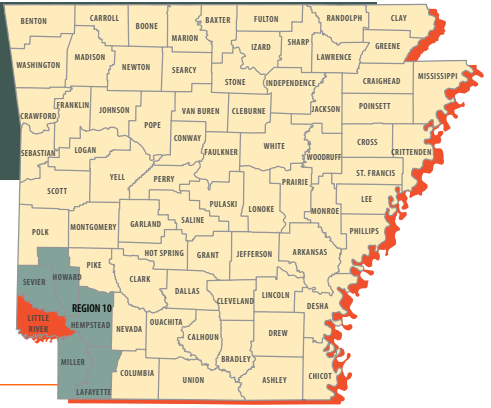 BENTON
CARROLL
BOONE
BAXTER
FULTON
RANDOLPH
CLAY
MARION
IZARD
SHARP
GREENE
WASHINGTON
MADISON
NEWTON
SEARCY
STONE
INDEPENDENCE
LAWRENCE
CRAIGHEAD
MISSISSIPPI
CRAWFORD
FRANKLIN
JOHNSON
POPE
VAN BUREN
CLEBURNE
JACKSON
POINSETT
SEBASTIAN
LOGAN
CONWAY
FAULKNER
WHITE
WOODRUFF
CROSS
CRITTENDEN
SCOTT
YELL
PERRY
PULASKI
LONOKE
PRAIRIE
MONROE
ST. FRANCIS
LEE
POLK
MONTGOMERY
GARLAND
SALINE
PHILLIPS
HOT SPRING
GRANT
JEFFERSON
ARKANSAS
SEVIER
HOWARD
PIKE
CLARK
DALLAS
CLEVELAND
LINCOLN
DESHA
LITTLE
RIVER
REGION 10
HEMPSTEAD
NEVADA
OUACHITA
CALHOUN
BRADLEY
DREW
MILLER
LAFAYETTE
COLUMBIA
UNION
ASHLEY
CHICOT